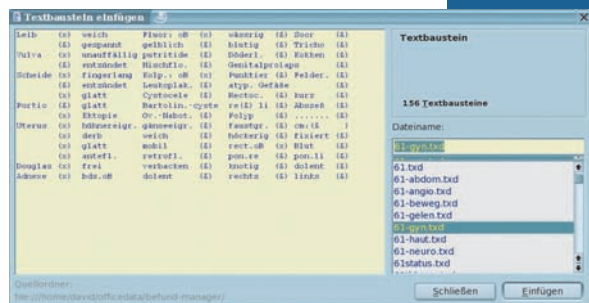 Textbaustein einfügen
Leib (x) weich Fluor: oB (x) wässrig (&) Soor (&)
(&) gespannt gelblich (&) blutig (&) Tricho (&)
Vulva (x) unauffällig putritide (&) Döderl. (&) Kokken (&)
(&) entzündet Mischflo. (&) Genitalprolaps (&)
Scheide (x) fingerlang Kolp.: oB (x) Punktier (&) Felder. (&)
(&) entzündet Leukoplak. (&) atyp. Gefäße (&)
(x) glatt Cystocele (&) Rectoc. (&) kurz (&)
Portio (&) glatt Bartolin.-cyste re(&) li (&) Abszeß (&)
(x) Ektopie Ov.-Nabot. (&) Polyp (&) ....... (&)
Uterus (x) hühnereigr. gänseeigr. (&) faustgr. (&) cm:(& )
(x) derb weich (&) höckerig (&) fixiert (&)
(x) glatt mobil (&) rect.oB (x) Blut (&)
(x) antefl. retrofl. (&) pon.re (&) pon.li (&)
Douglas (x) frei verbacken (&) knotig (&) dolent (&)
Adnexe (x) bds.oB dolent (&) rechts (&) links (&)
Textbaustein
156 Textbausteine
Dateiname:
61-gyn.txd
61.txd
61-abdom.txd
61-angio.txd
61-beweg.txd
61-gelen.txd
61-gyn.txd
61-haut.txd
61-neuro.txd
61status.txd
Quellordner:
file:///home/david/officedata/befund-manager/
Schließen
Einfügen